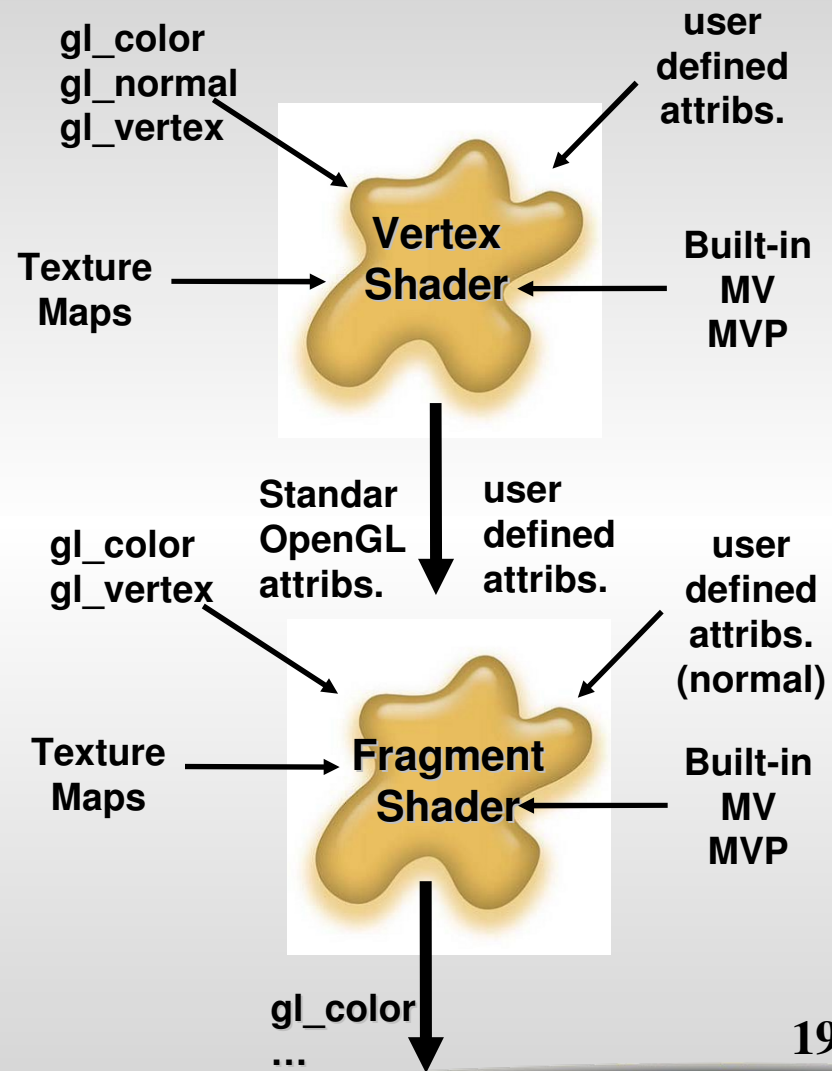 gl_color
gl_normal
gl_vertex
user
defined
attribs.
Texture
Maps
Vertex
Shader
Built-in
MV
MVP
Standar
OpenGL
attribs.
user
defined
attribs.
gl_color
gl_vertex
user
defined
attribs.
(normal)
Texture
Maps
Fragment
Shader
Built-in
MV
MVP
gl_color
...
19